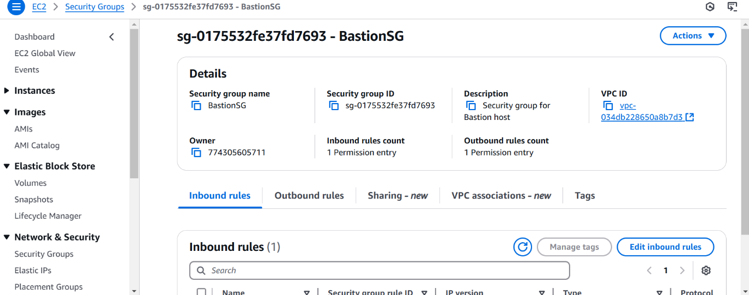 EC2 > Security Groups > sg-0175532fe37fd7693 - BastionSG
Dashboard
EC2 Global View
Events
Instances
Images
AMIs
AMI Catalog
Elastic Block Store
Volumes
Snapshots
Lifecycle Manager
Network & Security
Security Groups
Elastic IPs
Placement Groups
sg-0175532fe37fd7693 - BastionSG
Actions
Details
Security group name
BastionSG
Security group ID
sg-0175532fe37fd7693
Description
Security group for
Bastion host
VPC ID
vpc-
034db228650a8b7d3
Owner
774305605711
Inbound rules count
1 Permission entry
Outbound rules count
1 Permission entry
Inbound rules
Outbound rules
Sharing - new
VPC associations - new
Tags
Inbound rules (1)
Manage tags
Edit inbound rules
Search
1
Name
Security group rule ID
IP version
Type
Protocol